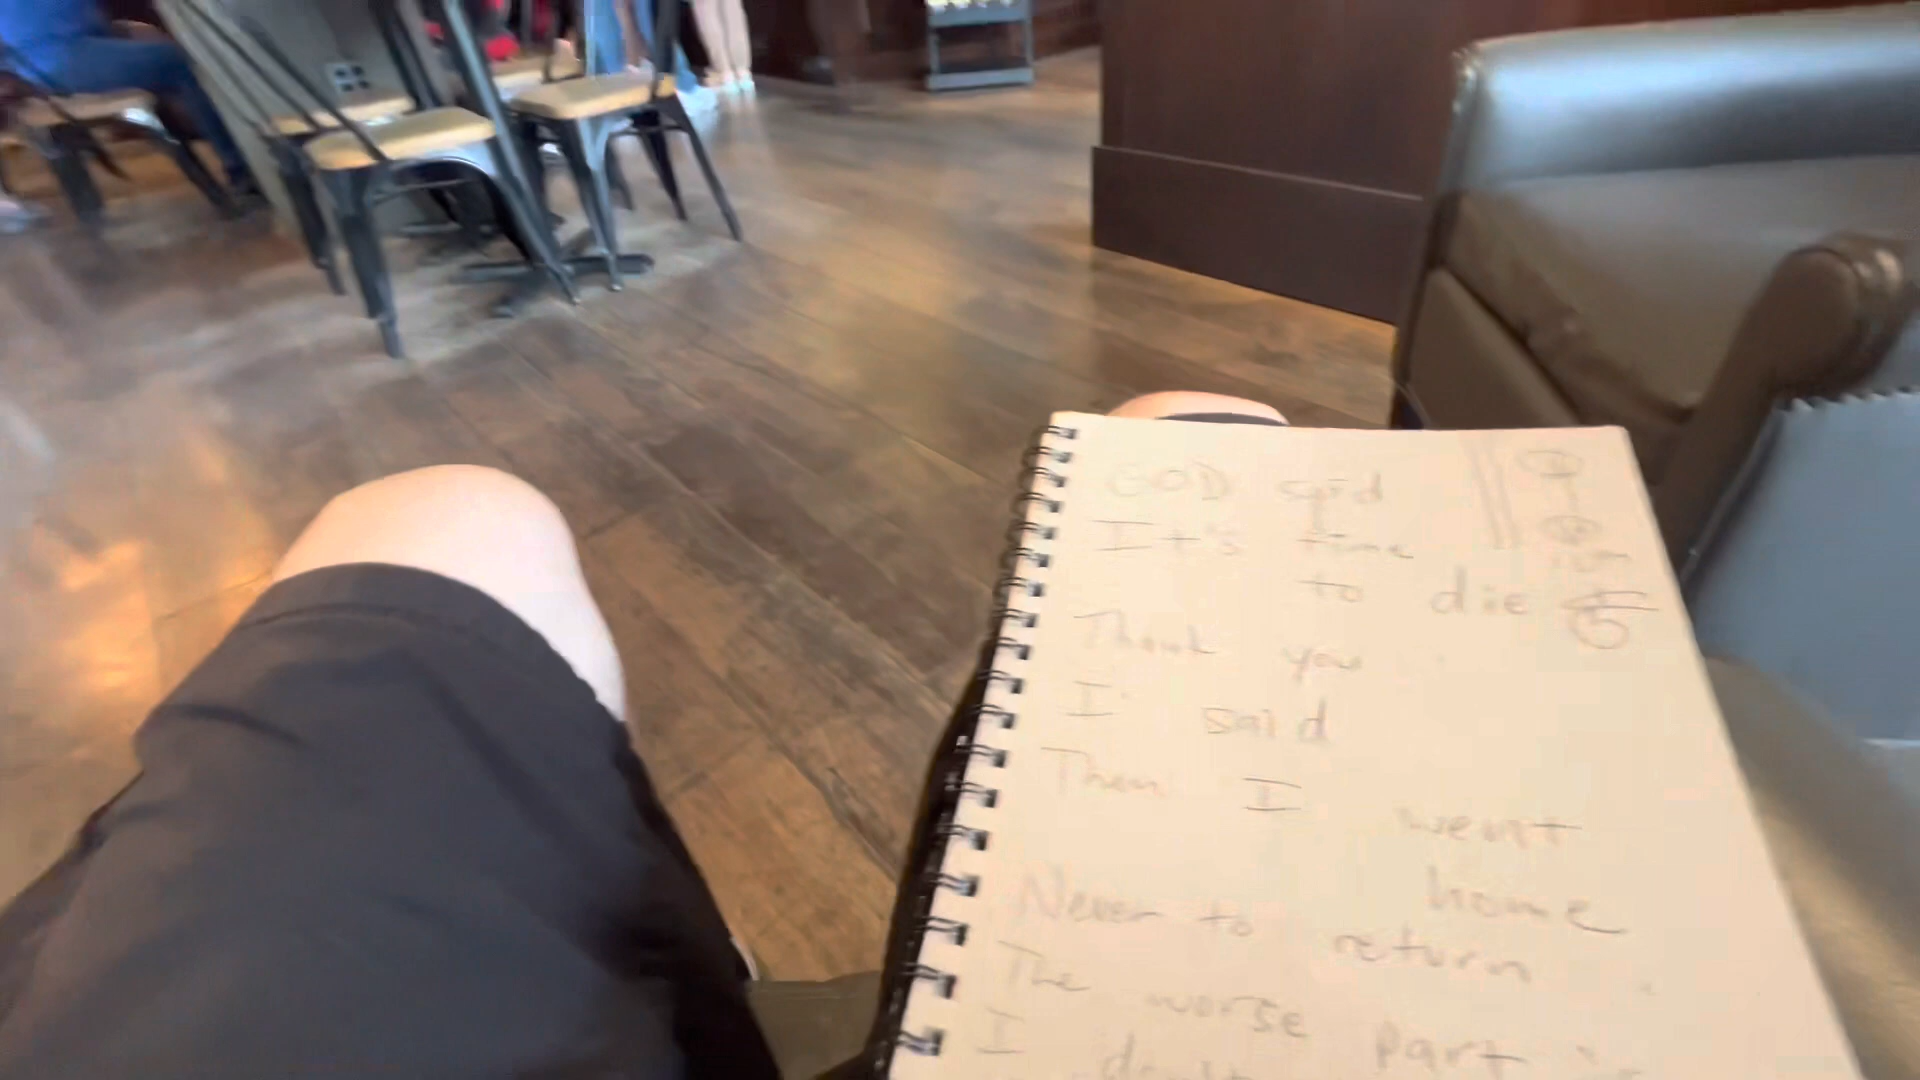 GOD said
It's time
to die
Thank you
I said
Then I went
home
Never to return
The worse part
I